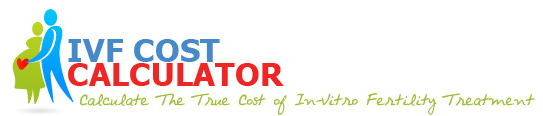 IVF COST
CALCULATOR
Calculate The True Cost of In-Vitro Fertility Treatment